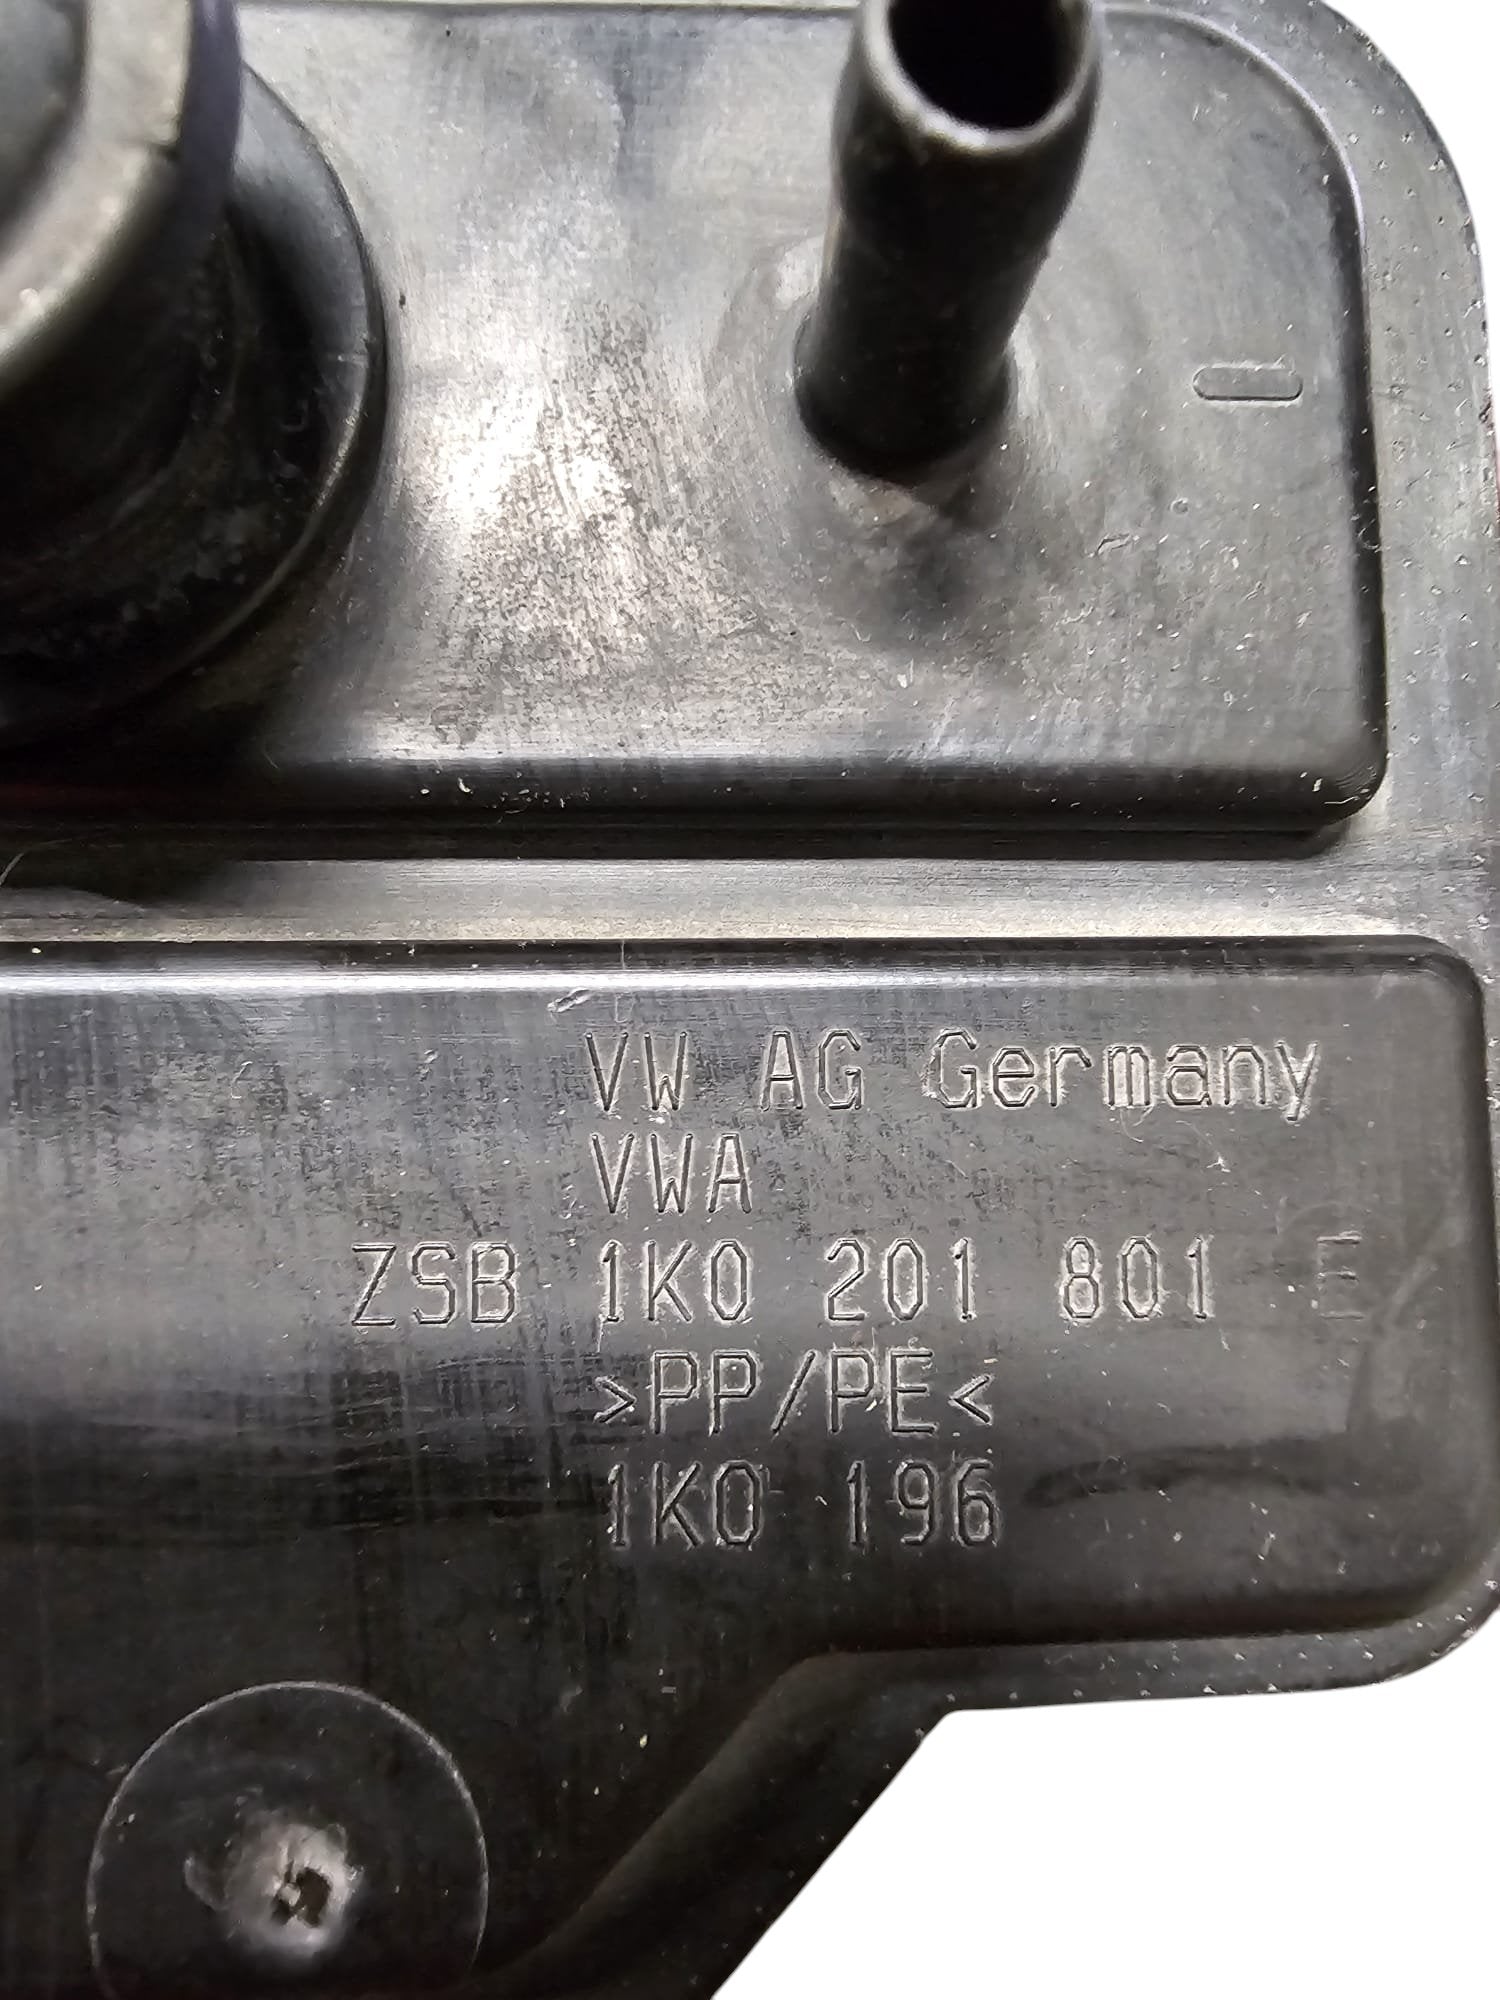 VW AG Germany
VWA
ZSB 1K0 201 801 E
>PP/PE<
1K0 196